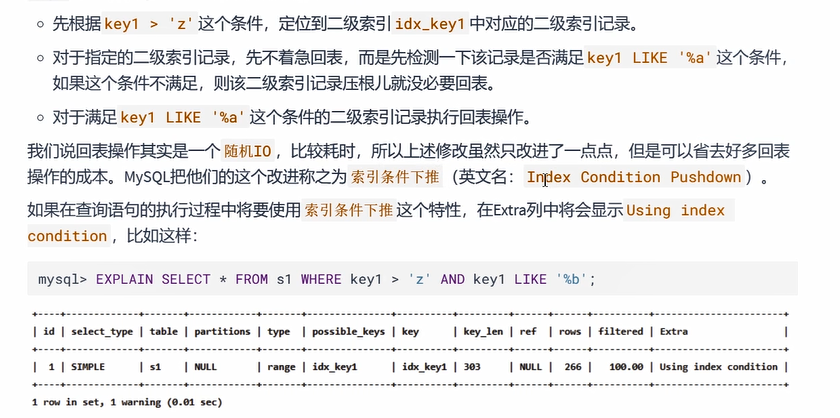 先根据key1 > 'z'这个条件，定位到二级索引idx_key1中对应的二级索引记录。
对于指定的二级索引记录，先不着急回表，而是先检测一下该记录是否满足key1 LIKE '%a'这个条件，
如果这个条件不满足，则该二级索引记录压根儿就没必要回表。
对于满足key1 LIKE '%a'这个条件的二级索引记录执行回表操作。
我们说回表操作其实是一个随机IO，比较耗时，所以上述修改虽然只改进了一点点，但是可以省去好多回表
操作的成本。MySQL把他们的这个改进称之为索引条件下推（英文名：Index Condition Pushdown）。
如果在查询语句的执行过程中将要使用索引条件下推这个特性，在Extra列中将会显示Using index
condition，比如这样：
mysql> EXPLAIN SELECT * FROM s1 WHERE key1 > 'z' AND key1 LIKE '%b';
+----+-------------+-------+------------+-------+---------------+----------+---------+------+------+----------+-----------------------+
| id | select_type | table | partitions | type | possible_keys | key | key_len | ref | rows | filtered | Extra |
+----+-------------+-------+------------+-------+---------------+----------+---------+------+------+----------+-----------------------+
| 1 | SIMPLE | s1 | NULL | range | idx_key1 | idx_key1 | 303 | NULL | 266 | 100.00 | Using index condition |
+----+-------------+-------+------------+-------+---------------+----------+---------+------+------+----------+-----------------------+
1 row in set, 1 warning (0.01 sec)